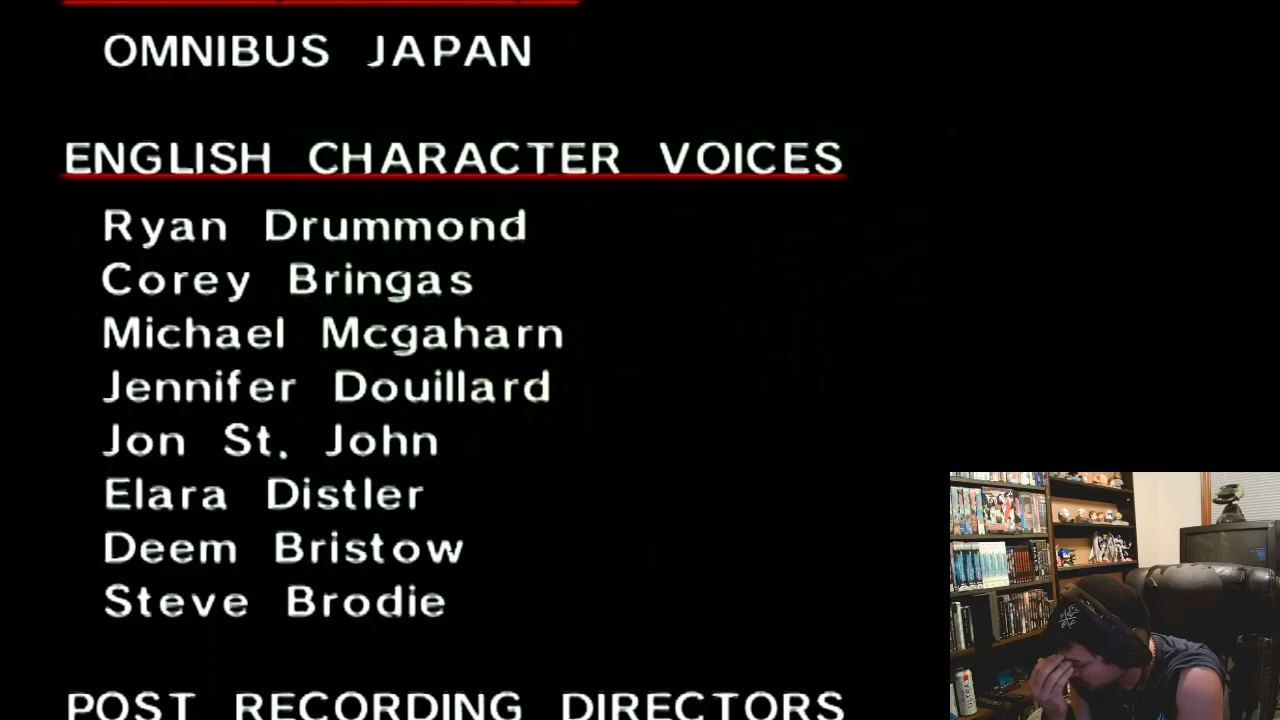 OMNIBUS JAPAN
ENGLISH CHARACTER VOICES
Ryan Drummond
Corey Bringas
Michael Mcgaharn
Jennifer Douillard
Jon St. John
Elara Distler
Deem Bristow
Steve Brodie
POST RECORDING DIRECTORS
ULTRA